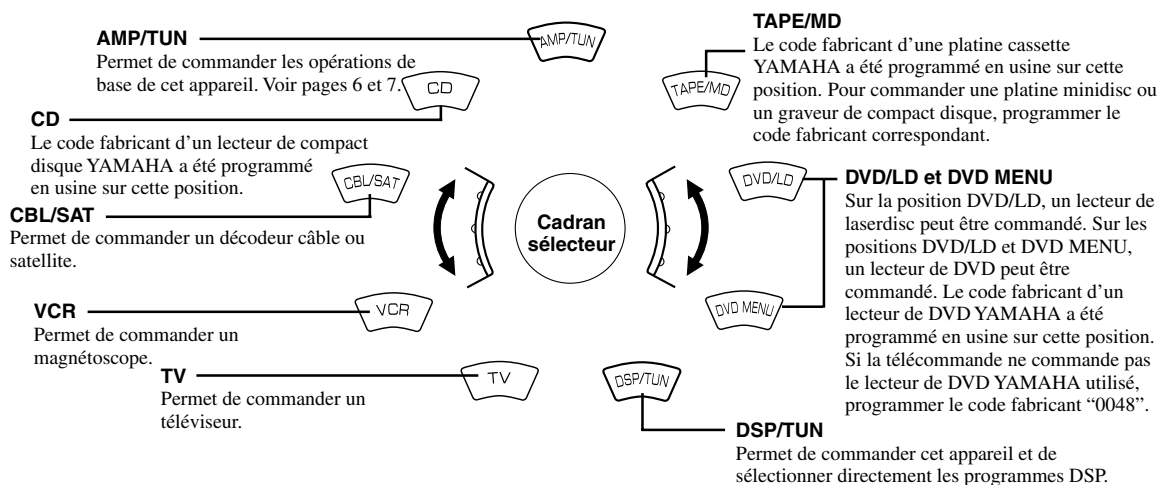 AMP/TUN
Permet de commander les opérations de
base de cet appareil. Voir pages 6 et 7.
CD
Le code fabricant d'un lecteur de compact
disque YAMAHA a été programmé
en usine sur cette position.
CBL/SAT
Permet de commander un décodeur câble ou
satellite.
VCR
Permet de commander un
magnétoscope.
TV
Permet de commander un
téléviseur.
AMP/TUN
CD
CBL/SAT
VCR
TV
Cadran
sélecteur
TAPE/MD
DVD/LD
DVD MENU
DSP/TUN
TAPE/MD
Le code fabricant d'une platine cassette
YAMAHA a été programmé en usine sur cette
position. Pour commander une platine minidisc ou
un graveur de compact disque, programmer le
code fabricant correspondant.
DVD/LD et DVD MENU
Sur la position DVD/LD, un lecteur de
laserdisc peut être commandé. Sur les
positions DVD/LD et DVD MENU,
un lecteur de DVD peut être
commandé. Le code fabricant d'un
lecteur de DVD YAMAHA a été
programmé en usine sur cette position.
Si la télécommande ne commande pas
le lecteur de DVD YAMAHA utilisé,
programmer le code fabricant “0048”.
DSP/TUN
Permet de commander cet appareil et de
sélectionner directement les programmes DSP.